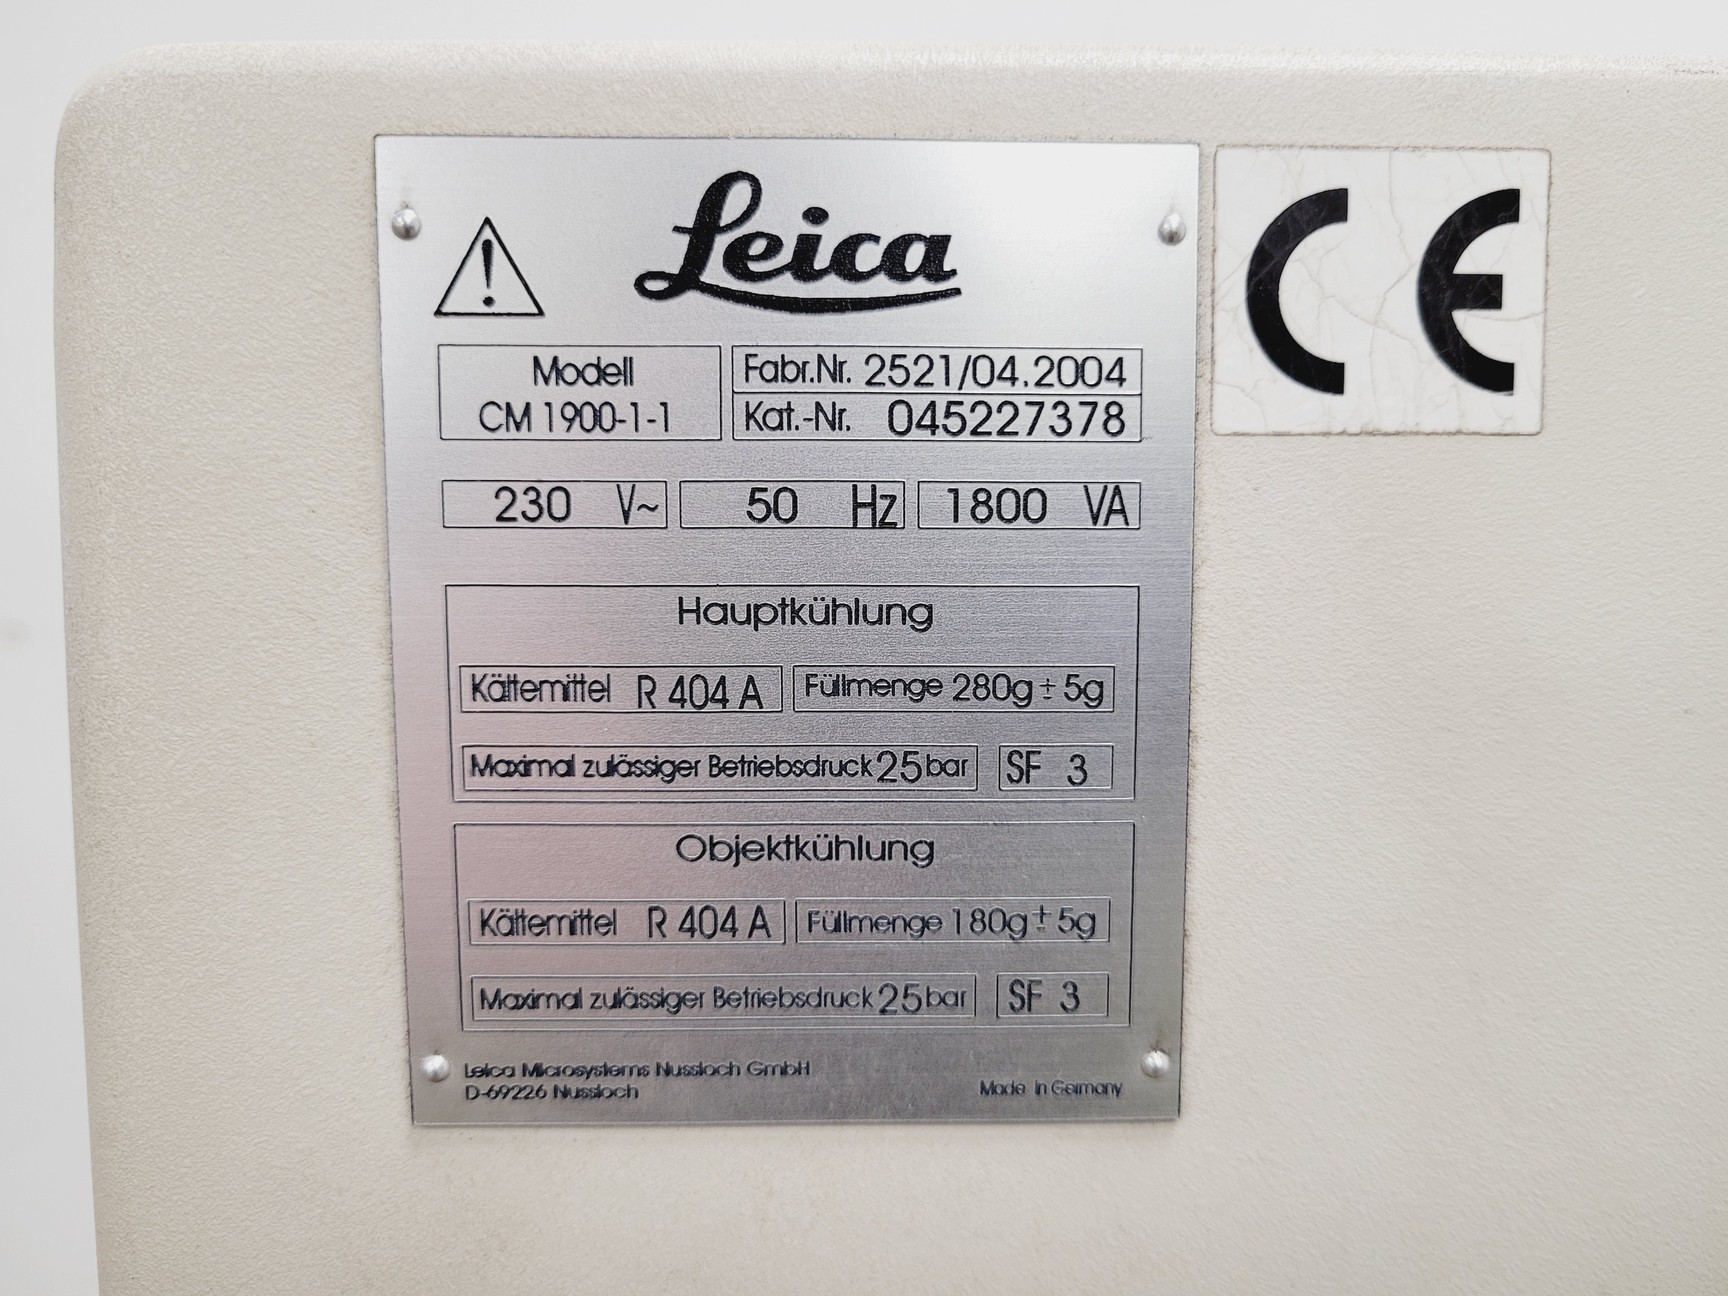 Leica
Modell
CM 1900-1-1
Fabr.Nr. 2521/04.2004
Kat.-Nr. 045227378
230 V~ 50 Hz 1800 VA
Hauptkühlung
Kältemittel R 404 A Füllmenge 280g ± 5g
Maximal zulässiger Betriebsdruck 25 bar SF 3
Objektkühlung
Kältemittel R 404 A Füllmenge 180g ± 5g
Maximal zulässiger Betriebsdruck 25 bar SF 3
Leica Microsystems Nussloch GmbH
D-69226 Nussloch
Made in Germany
CE